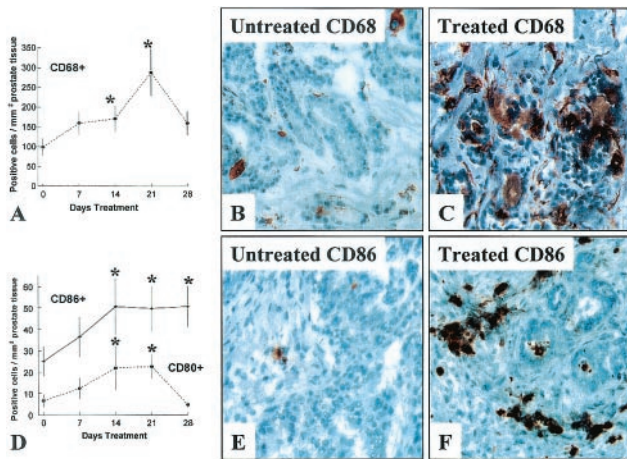 Positive cells / mm² prostate tissue
350
300
250
200
150
100
50
0
CD68+
*
*
0 7 14 21 28
Days Treatment
A
Untreated CD68
B
Treated CD68
C
Positive cells / mm² prostate tissue
60
50
40
30
20
10
0
CD86+
*
*
*
*
*
CD80+
0 7 14 21 28
Days Treatment
D
Untreated CD86
E
Treated CD86
F